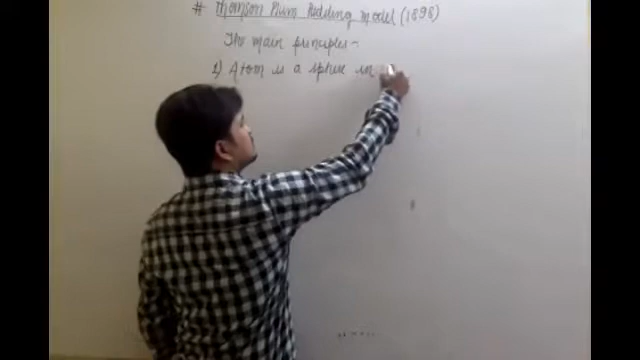 # Thomson Plum Pudding model (1898)
The main principles-
1) Atom is a sphere in